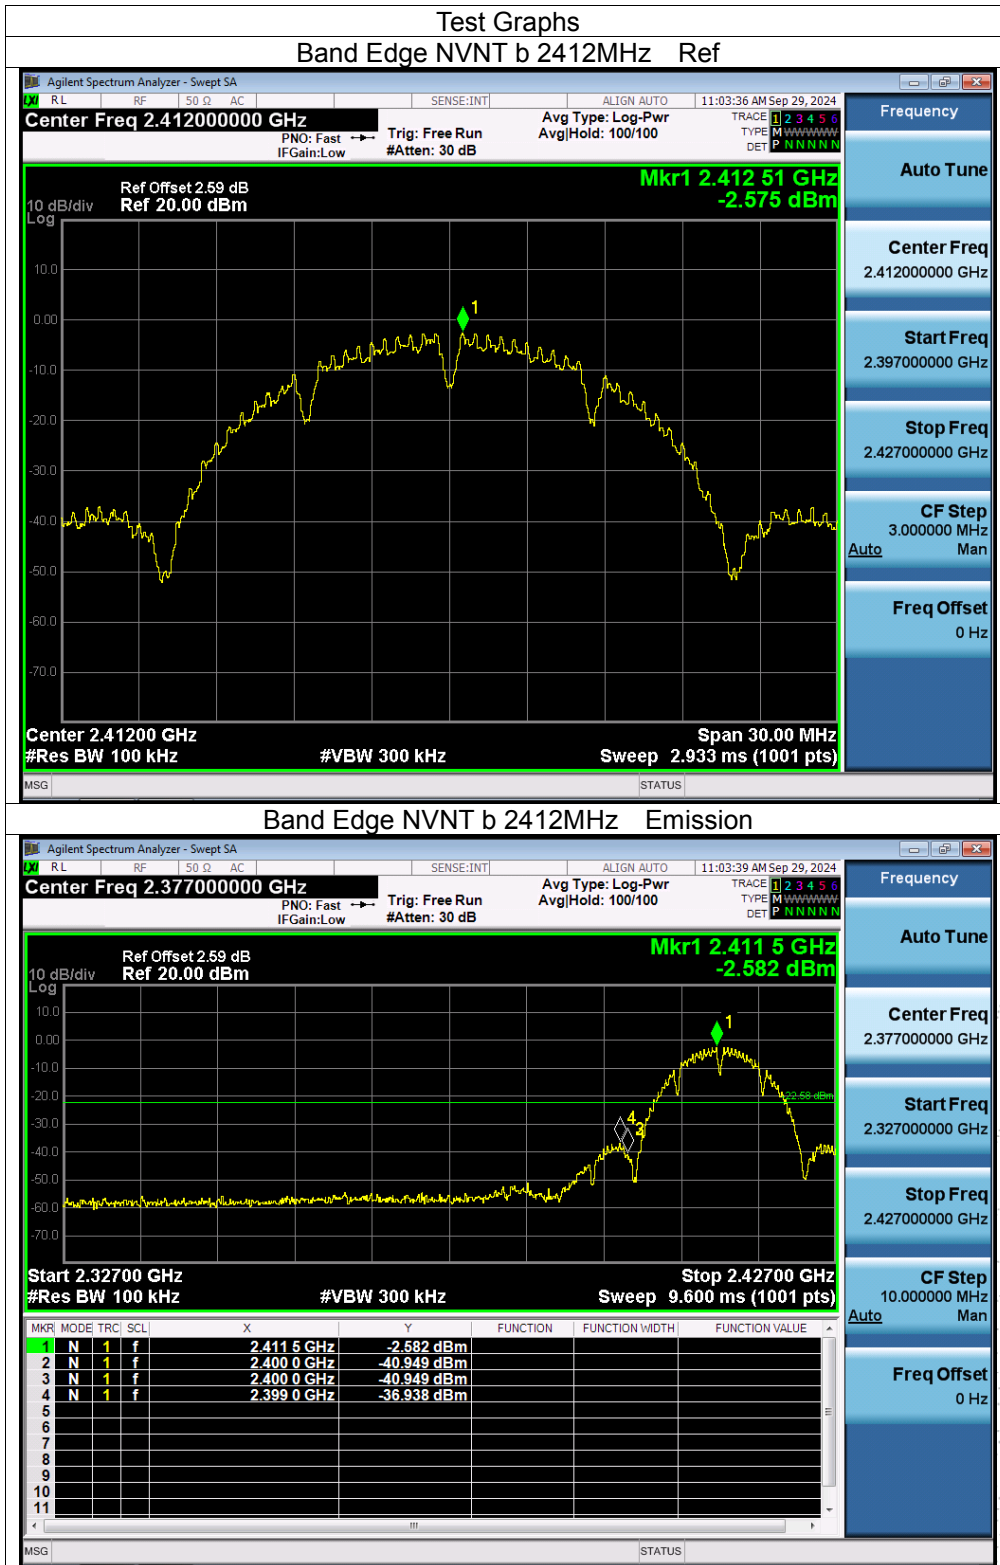 Test Graphs
Band Edge NVNT b 2412MHz Ref
Agilent Spectrum Analyzer - Swept SA
LXI RL RF 50 Ω AC SENSE:INT ALIGN AUTO 11:03:36 AM Sep 29, 2024
Center Freq 2.412000000 GHz
PNO: Fast
IFGain:Low
Trig: Free Run
#Atten: 30 dB
Avg Type: Log-Pwr
Avg|Hold: 100/100
TRACE 1 2 3 4 5 6
TYPE M WWWWW
DET P N N N N N
Frequency
Auto Tune
Center Freq
2.412000000 GHz
Start Freq
2.397000000 GHz
Stop Freq
2.427000000 GHz
CF Step
3.000000 MHz
Auto Man
Freq Offset
0 Hz
Mkr1 2.412 51 GHz
-2.575 dBm
Ref Offset 2.59 dB
10 dB/div Ref 20.00 dBm
Log
10.0
0.00
-10.0
-20.0
-30.0
-40.0
-50.0
-60.0
-70.0
1
Center 2.41200 GHz Span 30.00 MHz
#Res BW 100 kHz #VBW 300 kHz Sweep 2.933 ms (1001 pts)
MSG STATUS
Band Edge NVNT b 2412MHz Emission
Agilent Spectrum Analyzer - Swept SA
LXI RL RF 50 Ω AC SENSE:INT ALIGN AUTO 11:03:39 AM Sep 29, 2024
Center Freq 2.377000000 GHz
PNO: Fast
IFGain:Low
Trig: Free Run
#Atten: 30 dB
Avg Type: Log-Pwr
Avg|Hold: 100/100
TRACE 1 2 3 4 5 6
TYPE M WWWWW
DET P N N N N N
Frequency
Auto Tune
Center Freq
2.377000000 GHz
Start Freq
2.327000000 GHz
Stop Freq
2.427000000 GHz
CF Step
10.000000 MHz
Auto Man
Freq Offset
0 Hz
Mkr1 2.411 5 GHz
-2.582 dBm
Ref Offset 2.59 dB
10 dB/div Ref 20.00 dBm
Log
10.0
0.00
-10.0
-20.0
-30.0
-40.0
-50.0
-60.0
-70.0
1
-22.58 dBm
4
3
Start 2.32700 GHz Stop 2.42700 GHz
#Res BW 100 kHz #VBW 300 kHz Sweep 9.600 ms (1001 pts)
MKR MODE TRC SCL X Y FUNCTION FUNCTION WIDTH FUNCTION VALUE
1 N 1 f 2.411 5 GHz -2.582 dBm
2 N 1 f 2.400 0 GHz -40.949 dBm
3 N 1 f 2.400 0 GHz -40.949 dBm
4 N 1 f 2.399 0 GHz -36.938 dBm
5
6
7
8
9
10
11
MSG STATUS